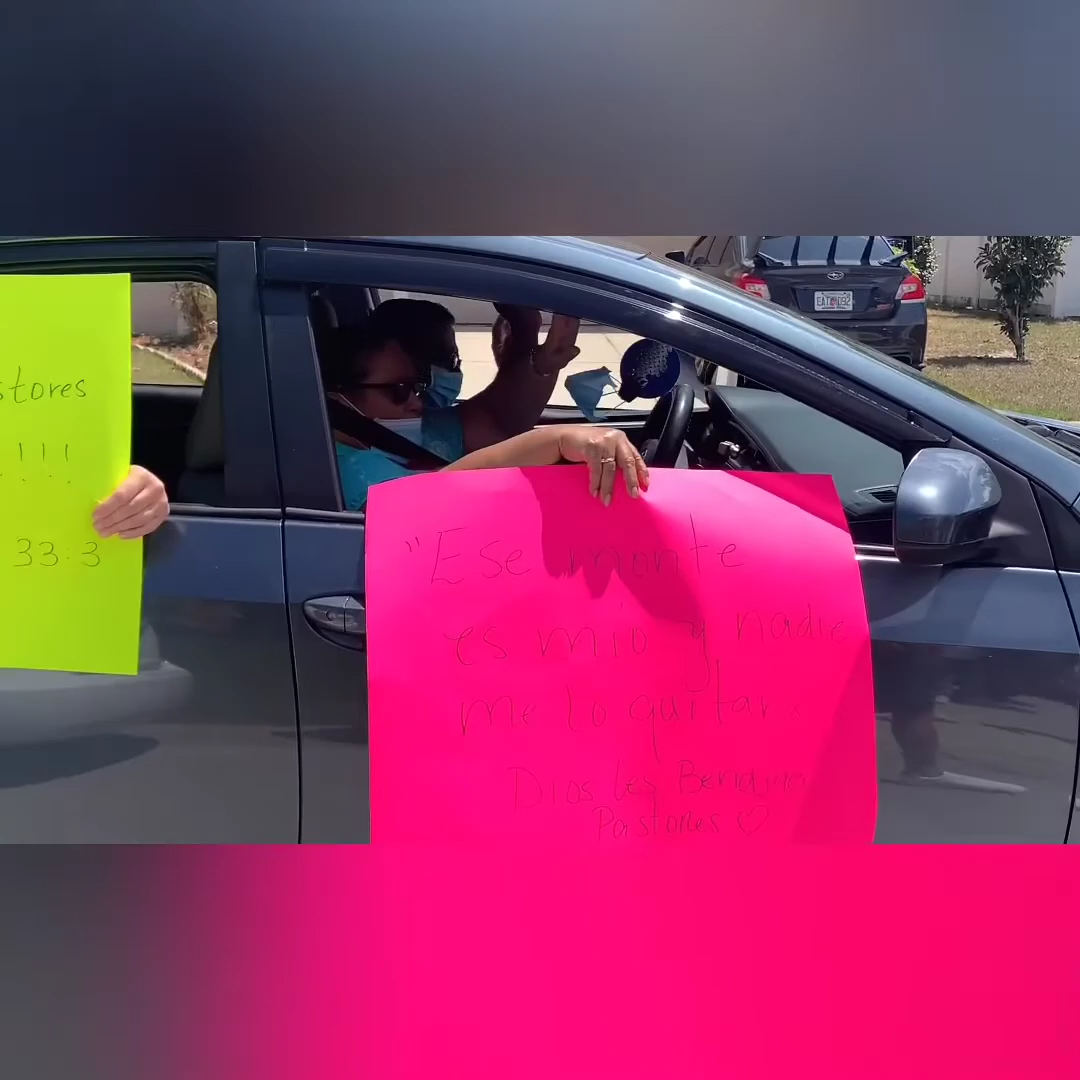 stores
!!!
33:3
"Ese monte
es mio y nadie
me lo quitara
Dios les Bendiga
Pastores ♡